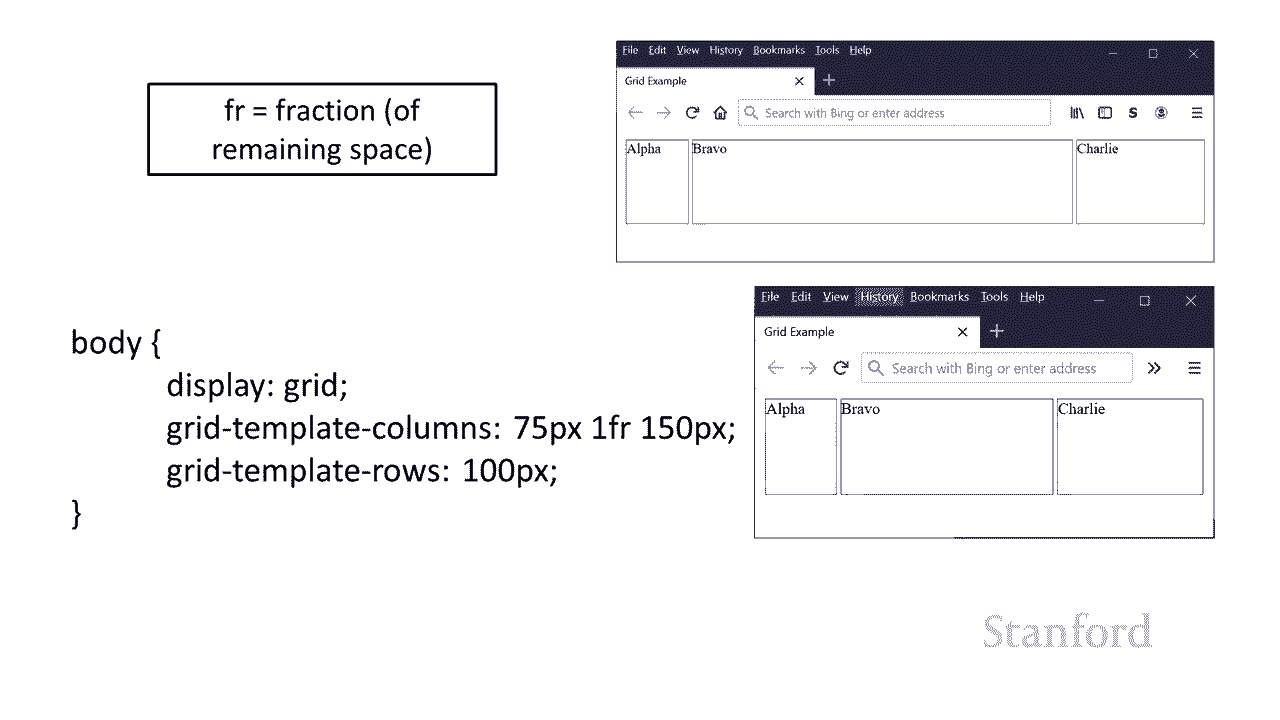 fr = fraction (of
remaining space)
File Edit View History Bookmarks Tools Help
Grid Example
Search with Bing or enter address
S
Alpha
Bravo
Charlie
File Edit View History Bookmarks Tools Help
Grid Example
Search with Bing or enter address
Alpha
Bravo
Charlie
body {
display: grid;
grid-template-columns: 75px 1fr 150px;
grid-template-rows: 100px;
}
Stanford